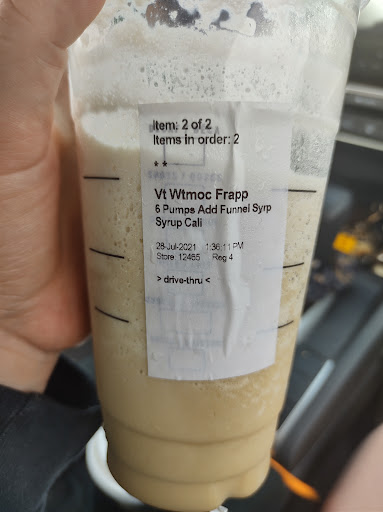 Item: 2 of 2
Items in order: 2
* *
Vt Wtmoc Frapp
6 Pumps Add Funnel Syrp
Syrup Cali
28-Jul-2021 1:36:11 PM
Store 12465 Reg 4
> drive-thru <